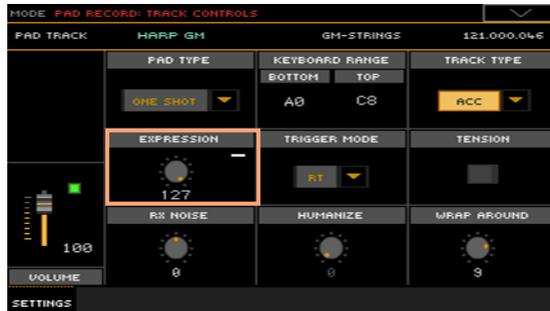 MODE PAD RECORD: TRACK CONTROLS
PAD TRACK HARP GM GM-STRINGS 121.000.046
PAD TYPE KEYBOARD RANGE TRACK TYPE
BOTTOM TOP
ONE SHOT A0 C8 ACC
EXPRESSION TRIGGER MODE TENSION
RT
127
RX NOISE HUMANIZE WRAP AROUND
100
0 0 9
VOLUME
SETTINGS